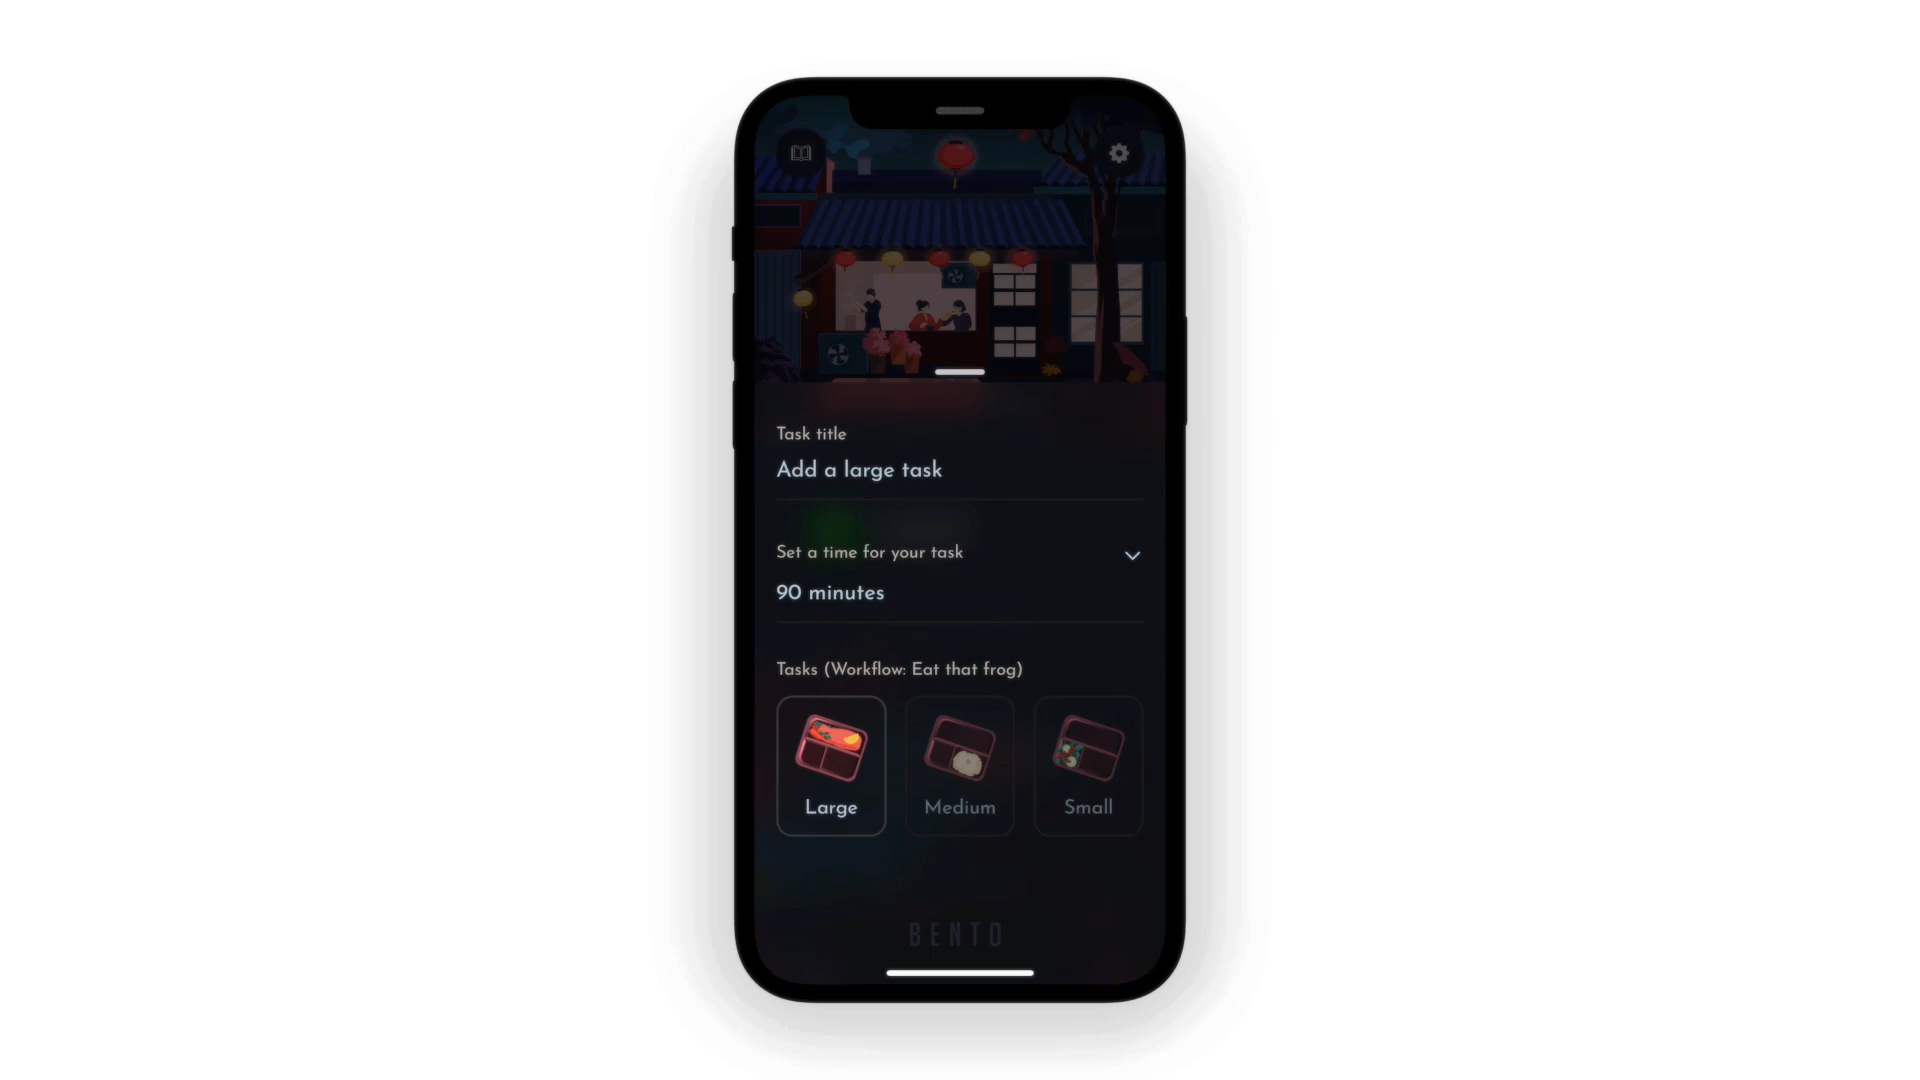 Task title
Add a large task
Set a time for your task
90 minutes
Tasks (Workflow: Eat that frog)
Large
Medium
Small
BENTO